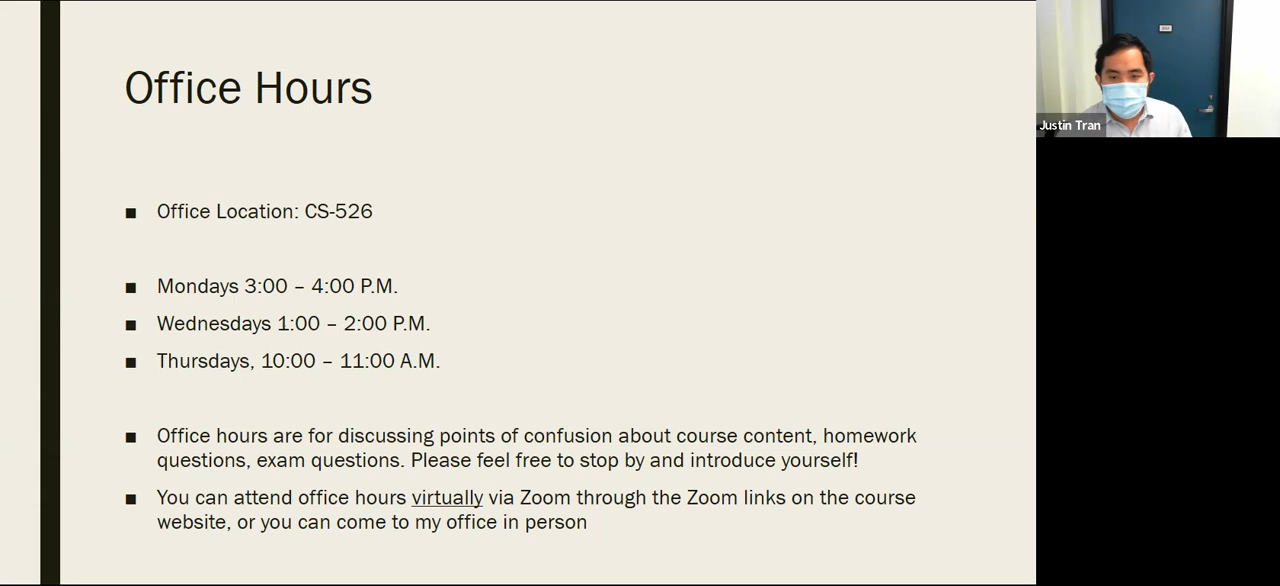 Office Hours
■ Office Location: CS-526
■ Mondays 3:00 – 4:00 P.M.
■ Wednesdays 1:00 – 2:00 P.M.
■ Thursdays, 10:00 – 11:00 A.M.
■ Office hours are for discussing points of confusion about course content, homework
questions, exam questions. Please feel free to stop by and introduce yourself!
■ You can attend office hours virtually via Zoom through the Zoom links on the course
website, or you can come to my office in person
Justin Tran